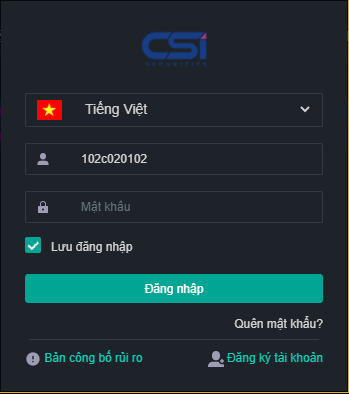 CSI
SECURITIES
Tiếng Việt
102c020102
Mật khẩu
Lưu đăng nhập
Đăng nhập
Quên mật khẩu?
Bản công bố rủi ro
Đăng ký tài khoản